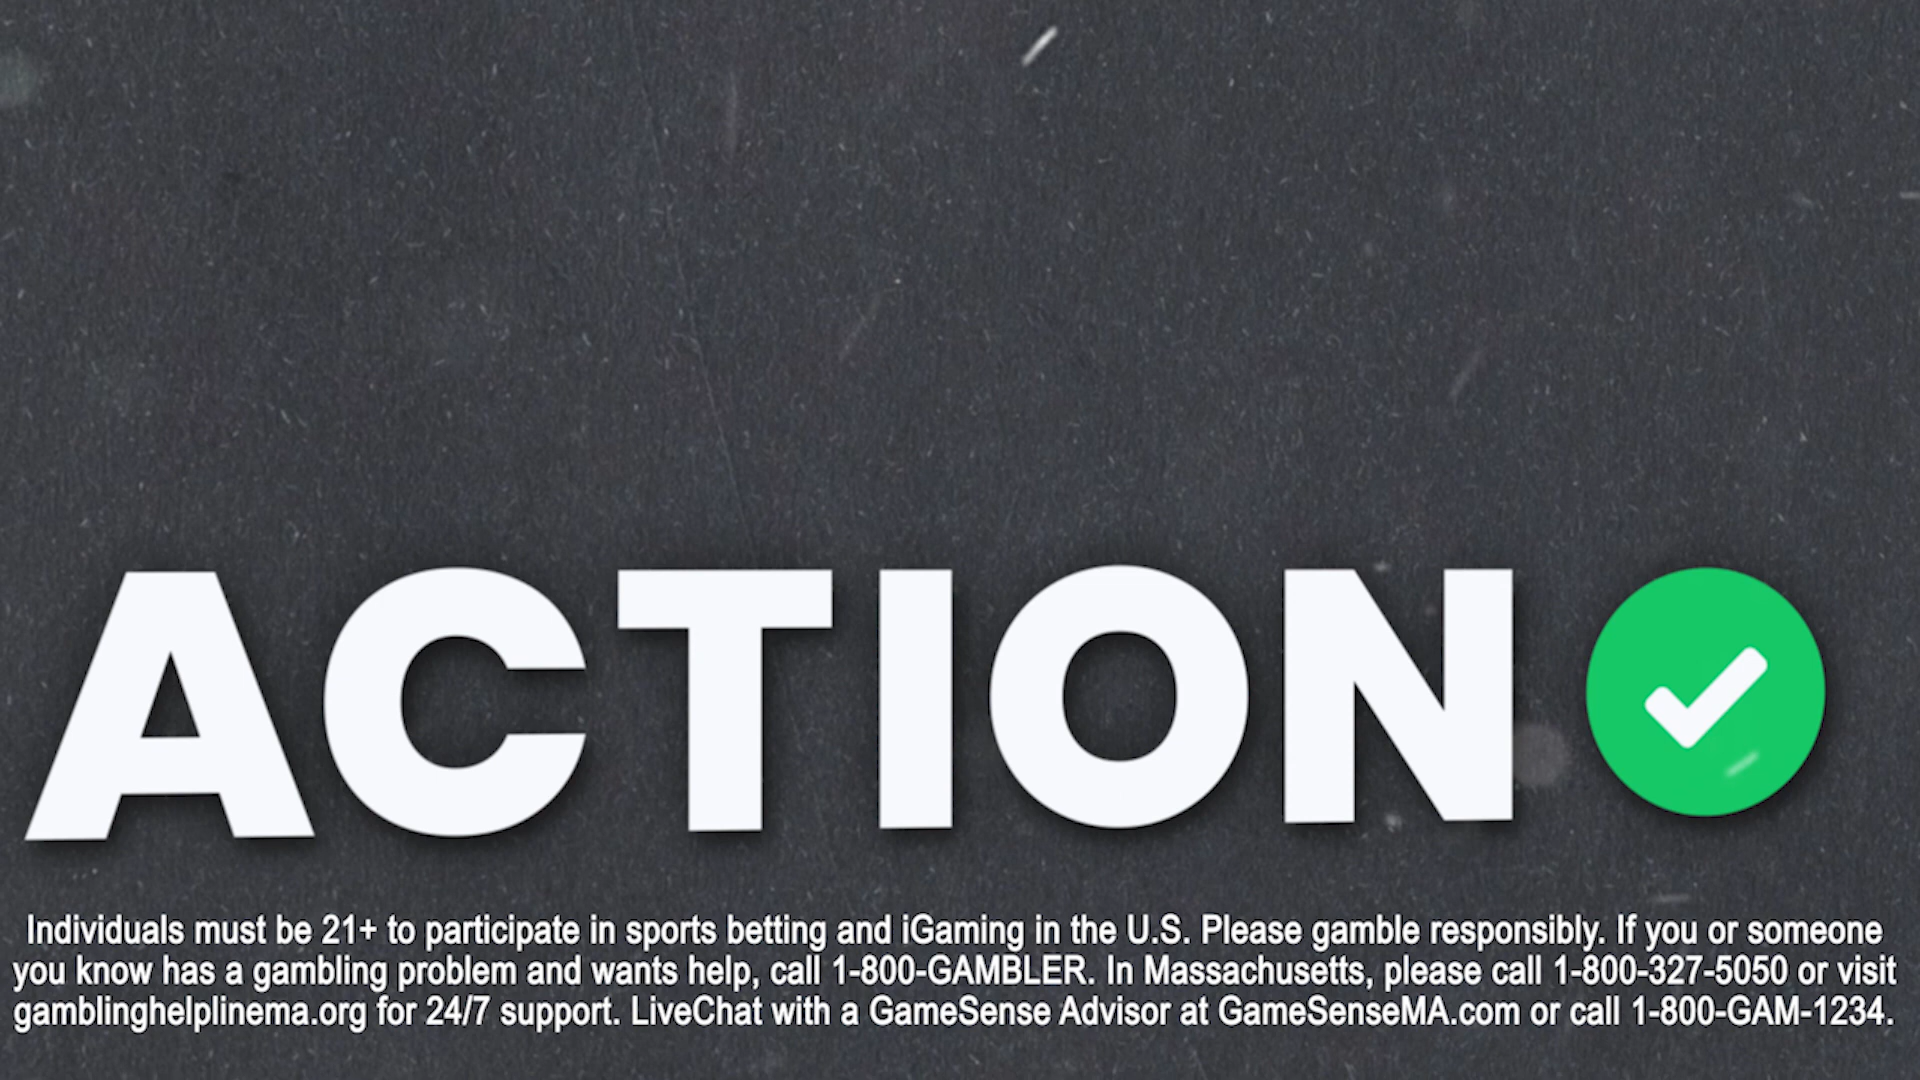 ACTION
Individuals must be 21+ to participate in sports betting and iGaming in the U.S. Please gamble responsibly. If you or someone
you know has a gambling problem and wants help, call 1-800-GAMBLER. In Massachusetts, please call 1-800-327-5050 or visit
gamblinghelplinema.org for 24/7 support. LiveChat with a GameSense Advisor at GameSenseMA.com or call 1-800-GAM-1234.